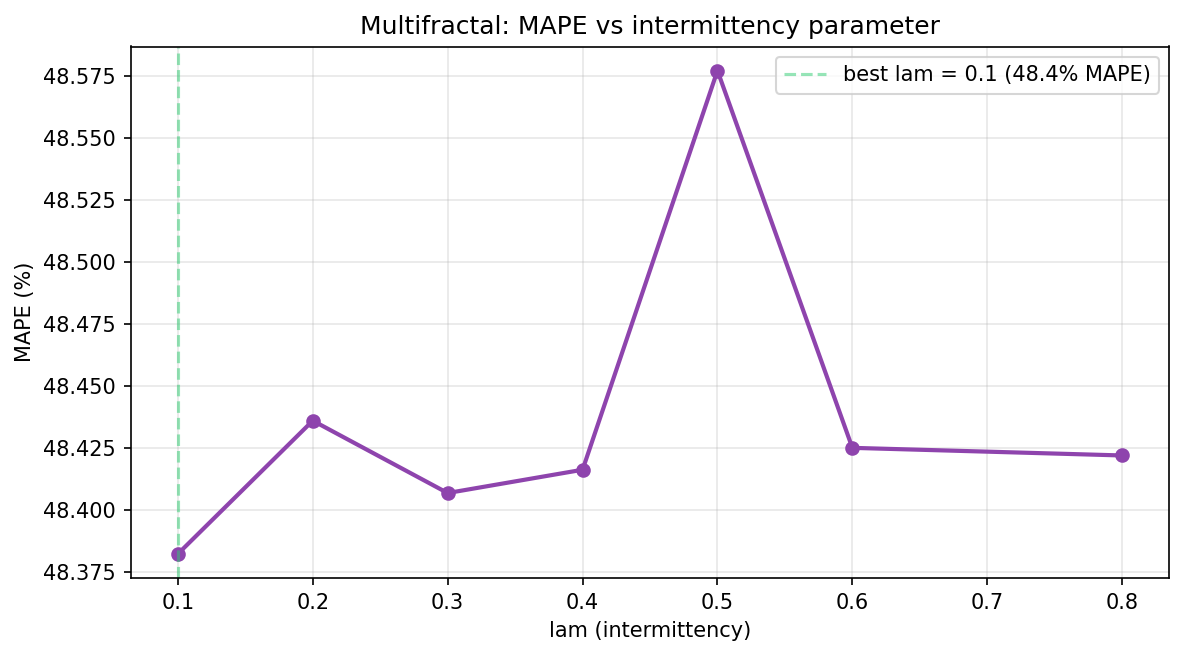 Multifractal: MAPE vs intermittency parameter
best lam = 0.1 (48.4% MAPE)
MAPE (%)
48.575
48.550
48.525
48.500
48.475
48.450
48.425
48.400
48.375
0.1 0.2 0.3 0.4 0.5 0.6 0.7 0.8
lam (intermittency)